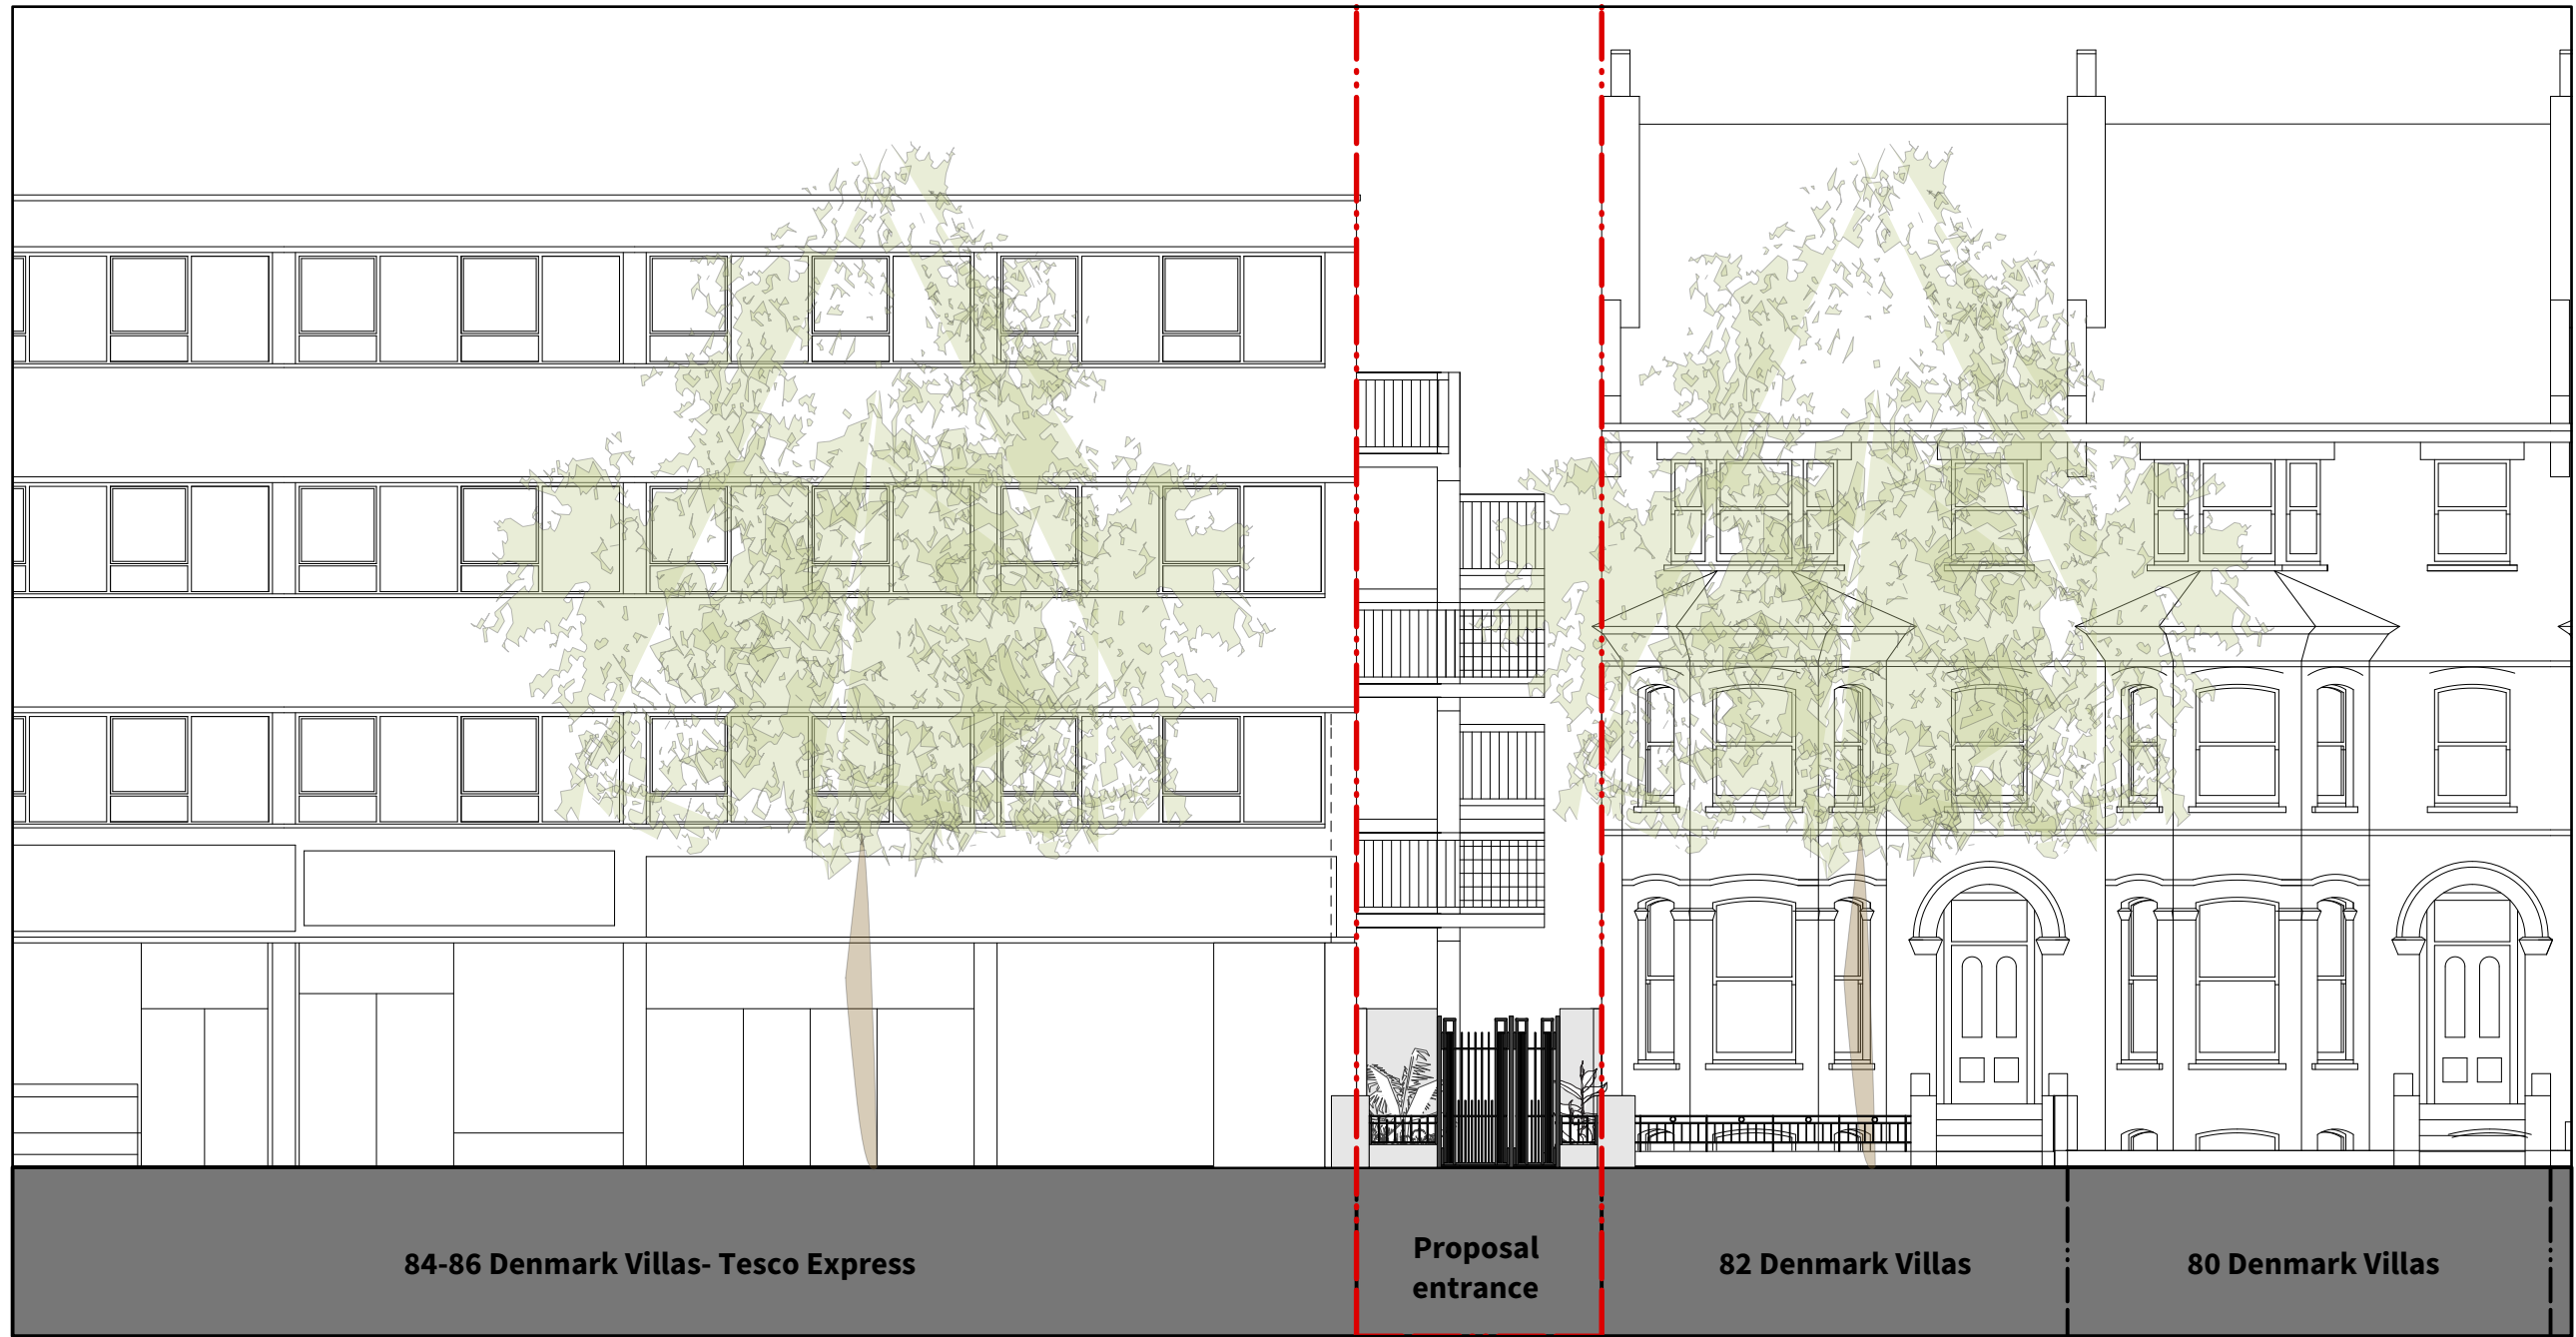 84-86 Denmark Villas- Tesco Express
Proposal
entrance
82 Denmark Villas
80 Denmark Villas